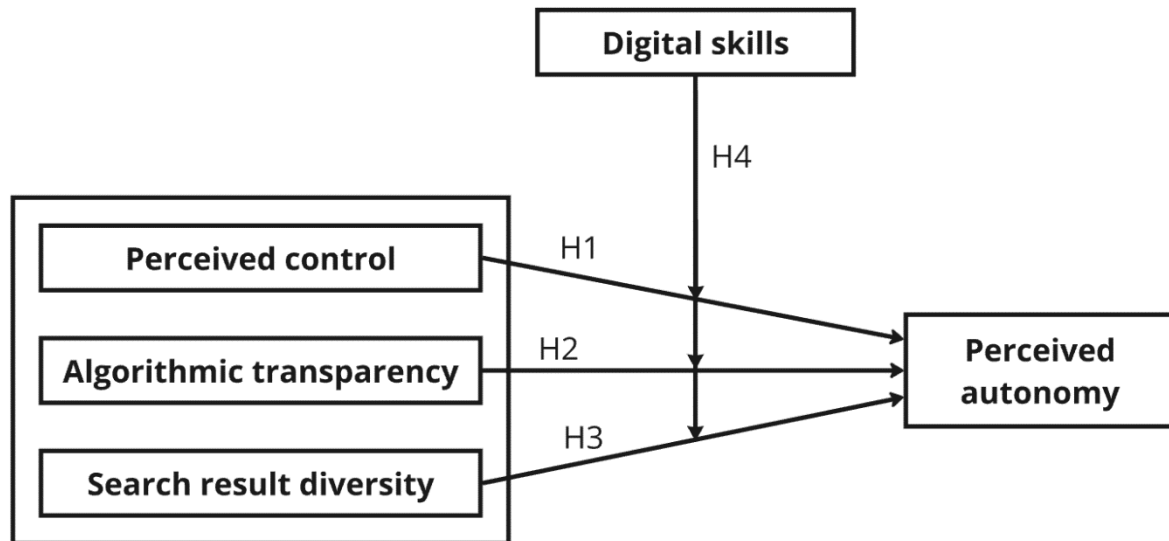 Digital skills
H4
Perceived control
H1
Algorithmic transparency
H2
Search result diversity
H3
Perceived
autonomy